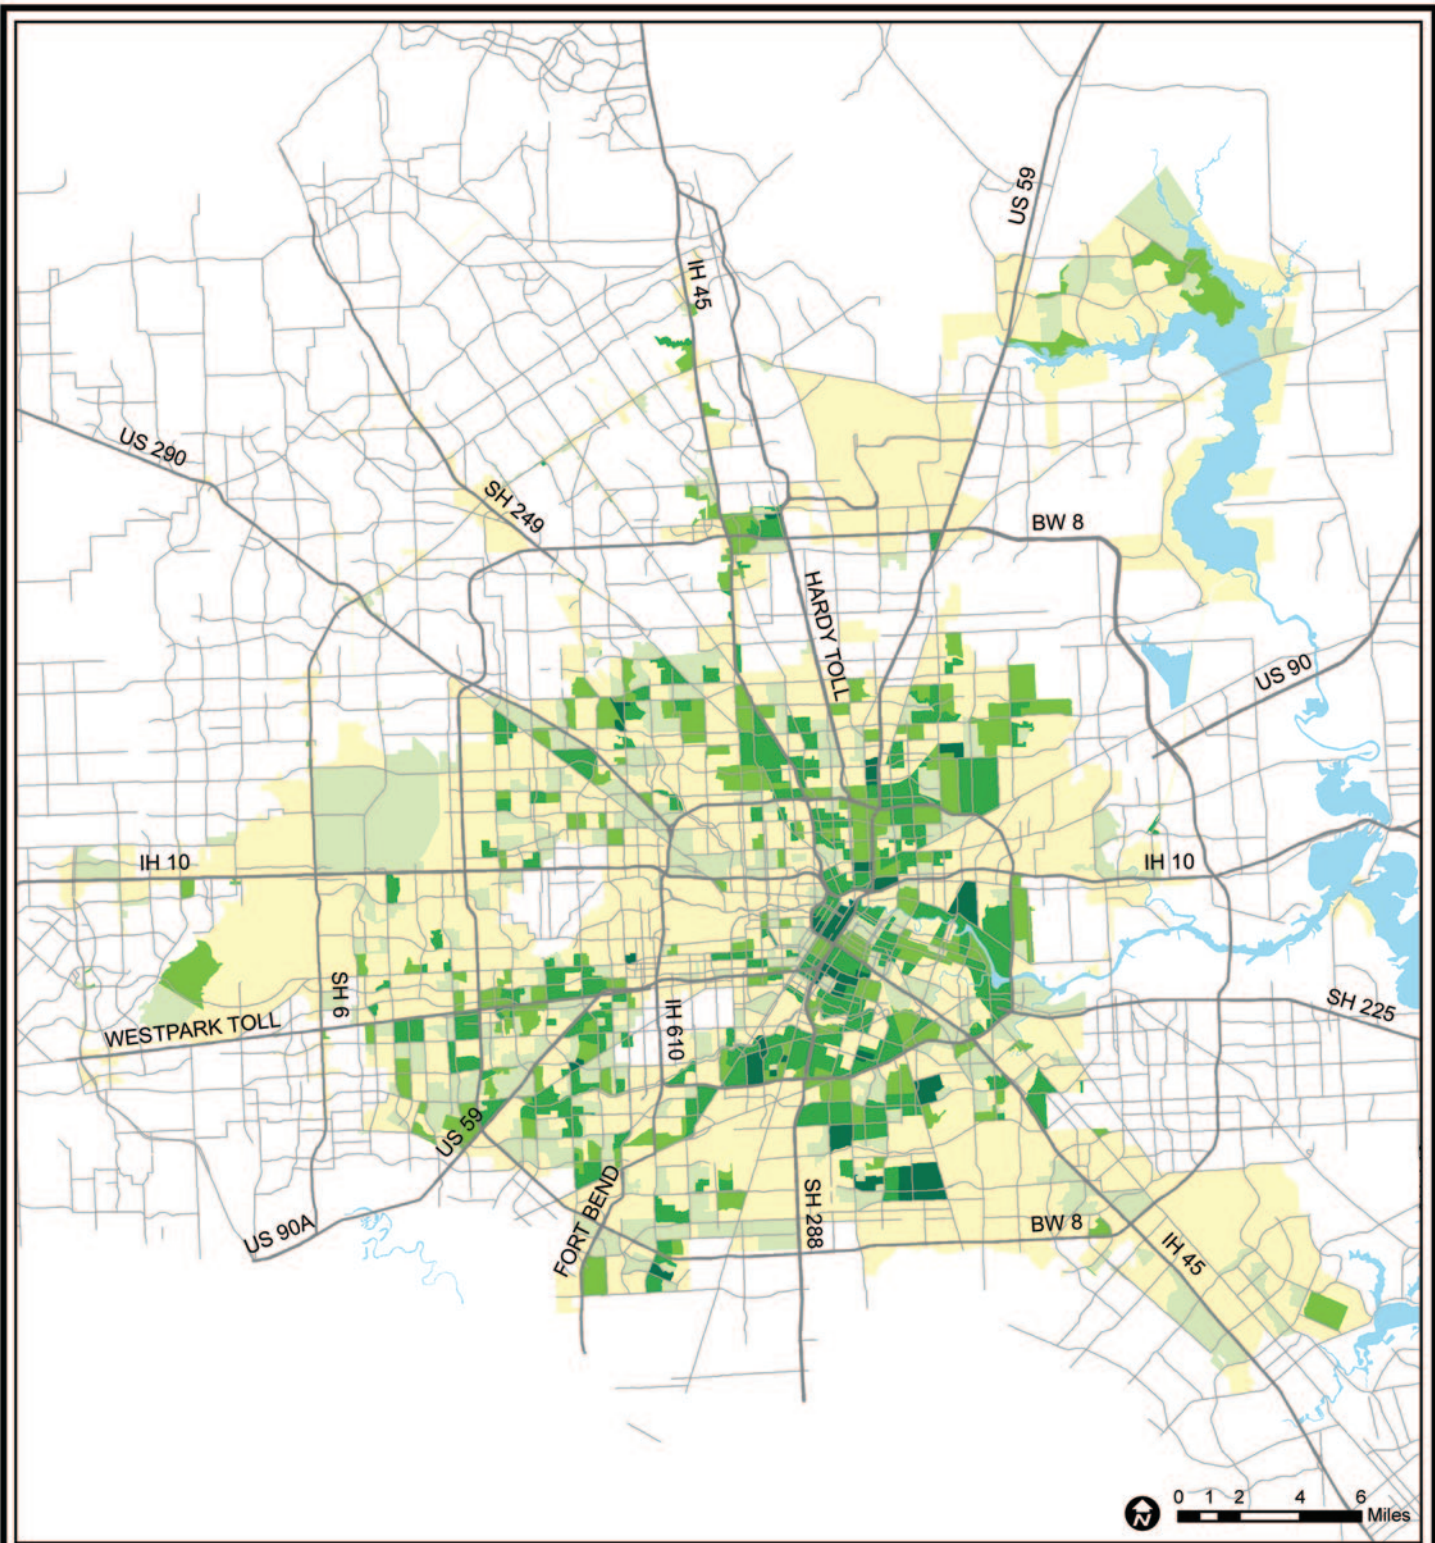 US 59
IH 45
US 290
SH 249
BW 8
HARDY TOLL
US 90
IH 10
IH 10
SH 6
IH 610
SH 225
WESTPARK TOLL
US 59
FORT BEND
SH 288
US 90A
BW 8
IH 45
0 1 2 4 6
Miles
N